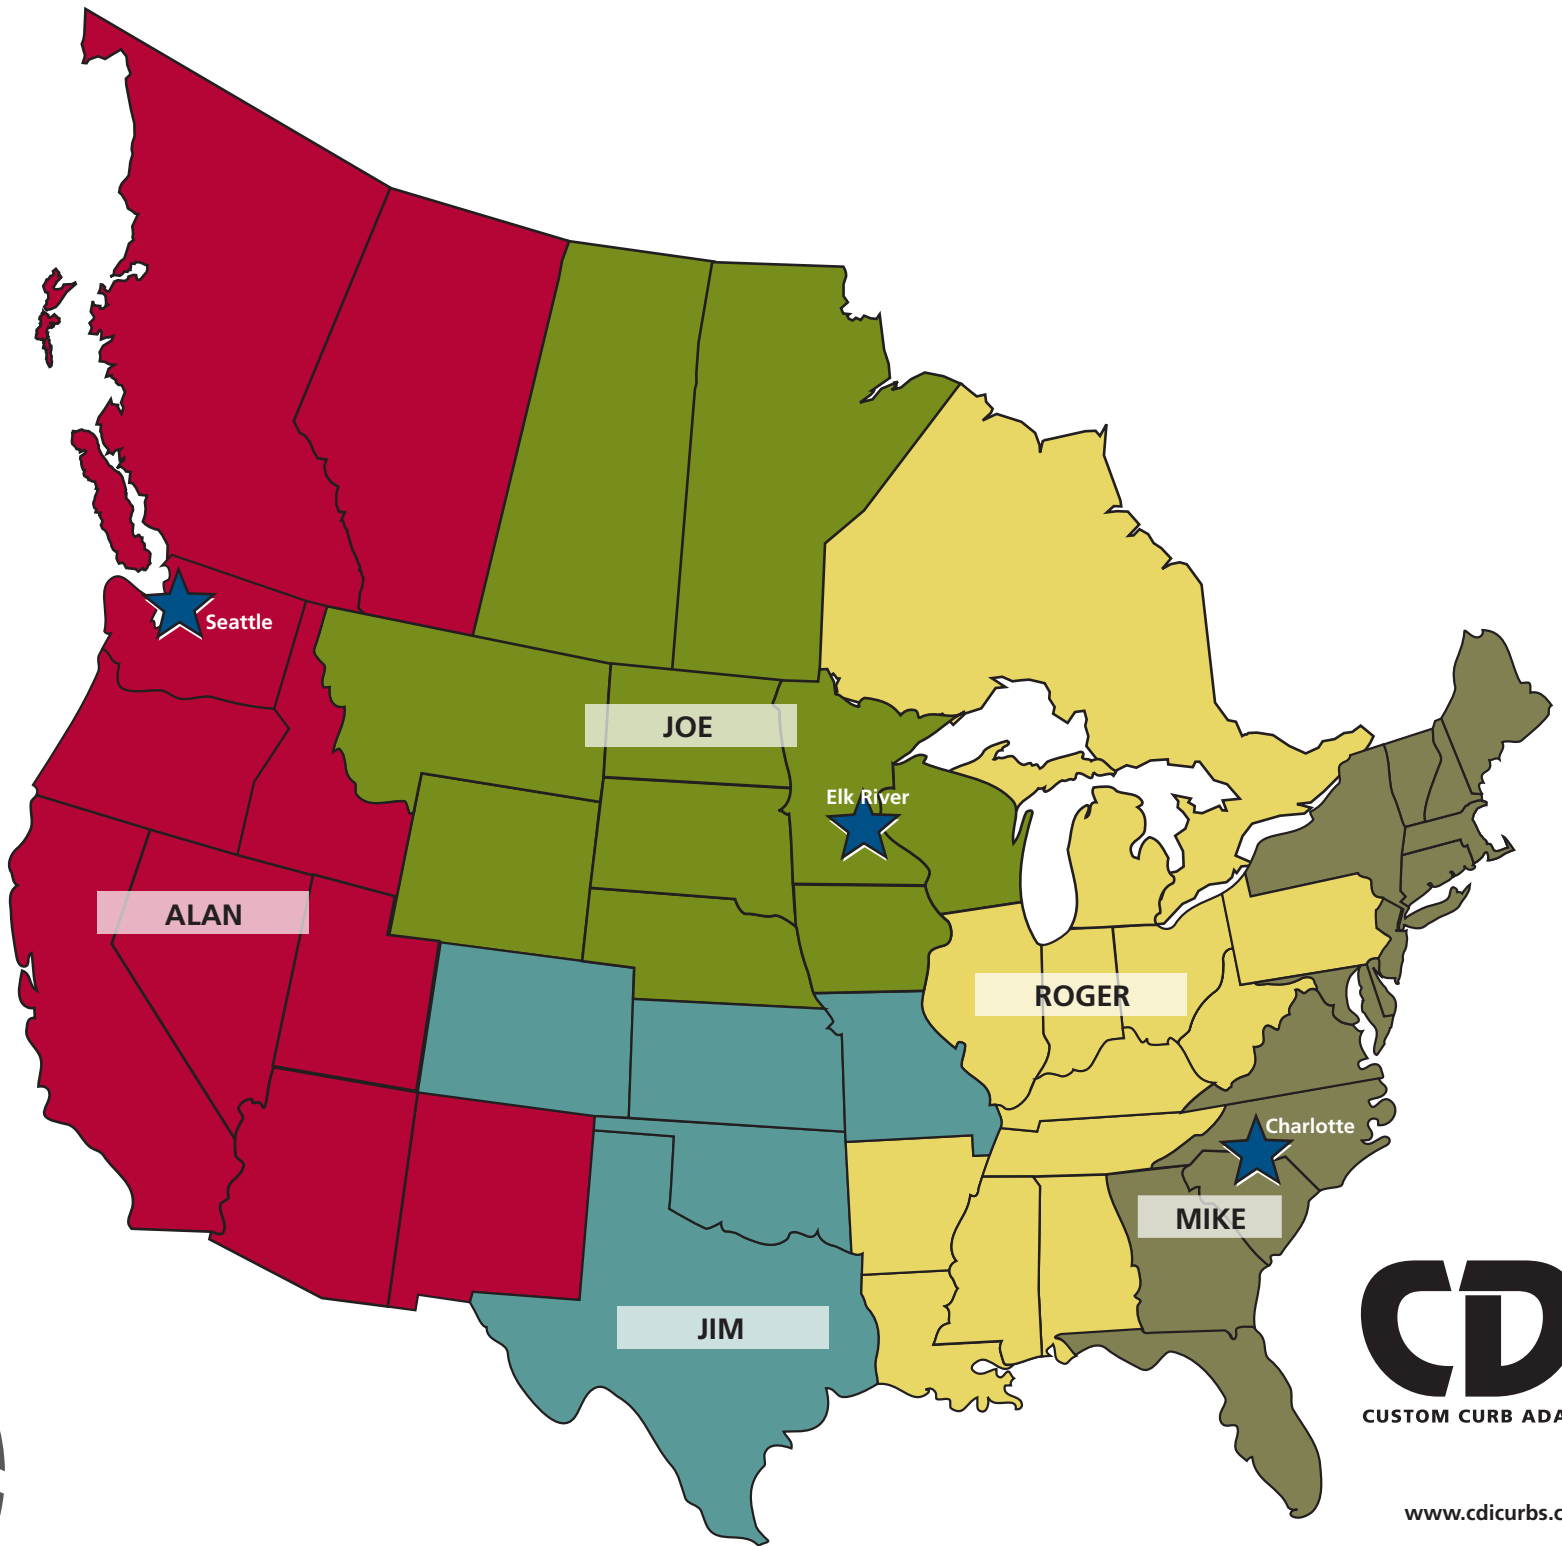 Seattle
JOE
Elk River
ALAN
ROGER
Charlotte
MIKE
JIM
CD
CUSTOM CURB ADA
www.cdicurbs.c